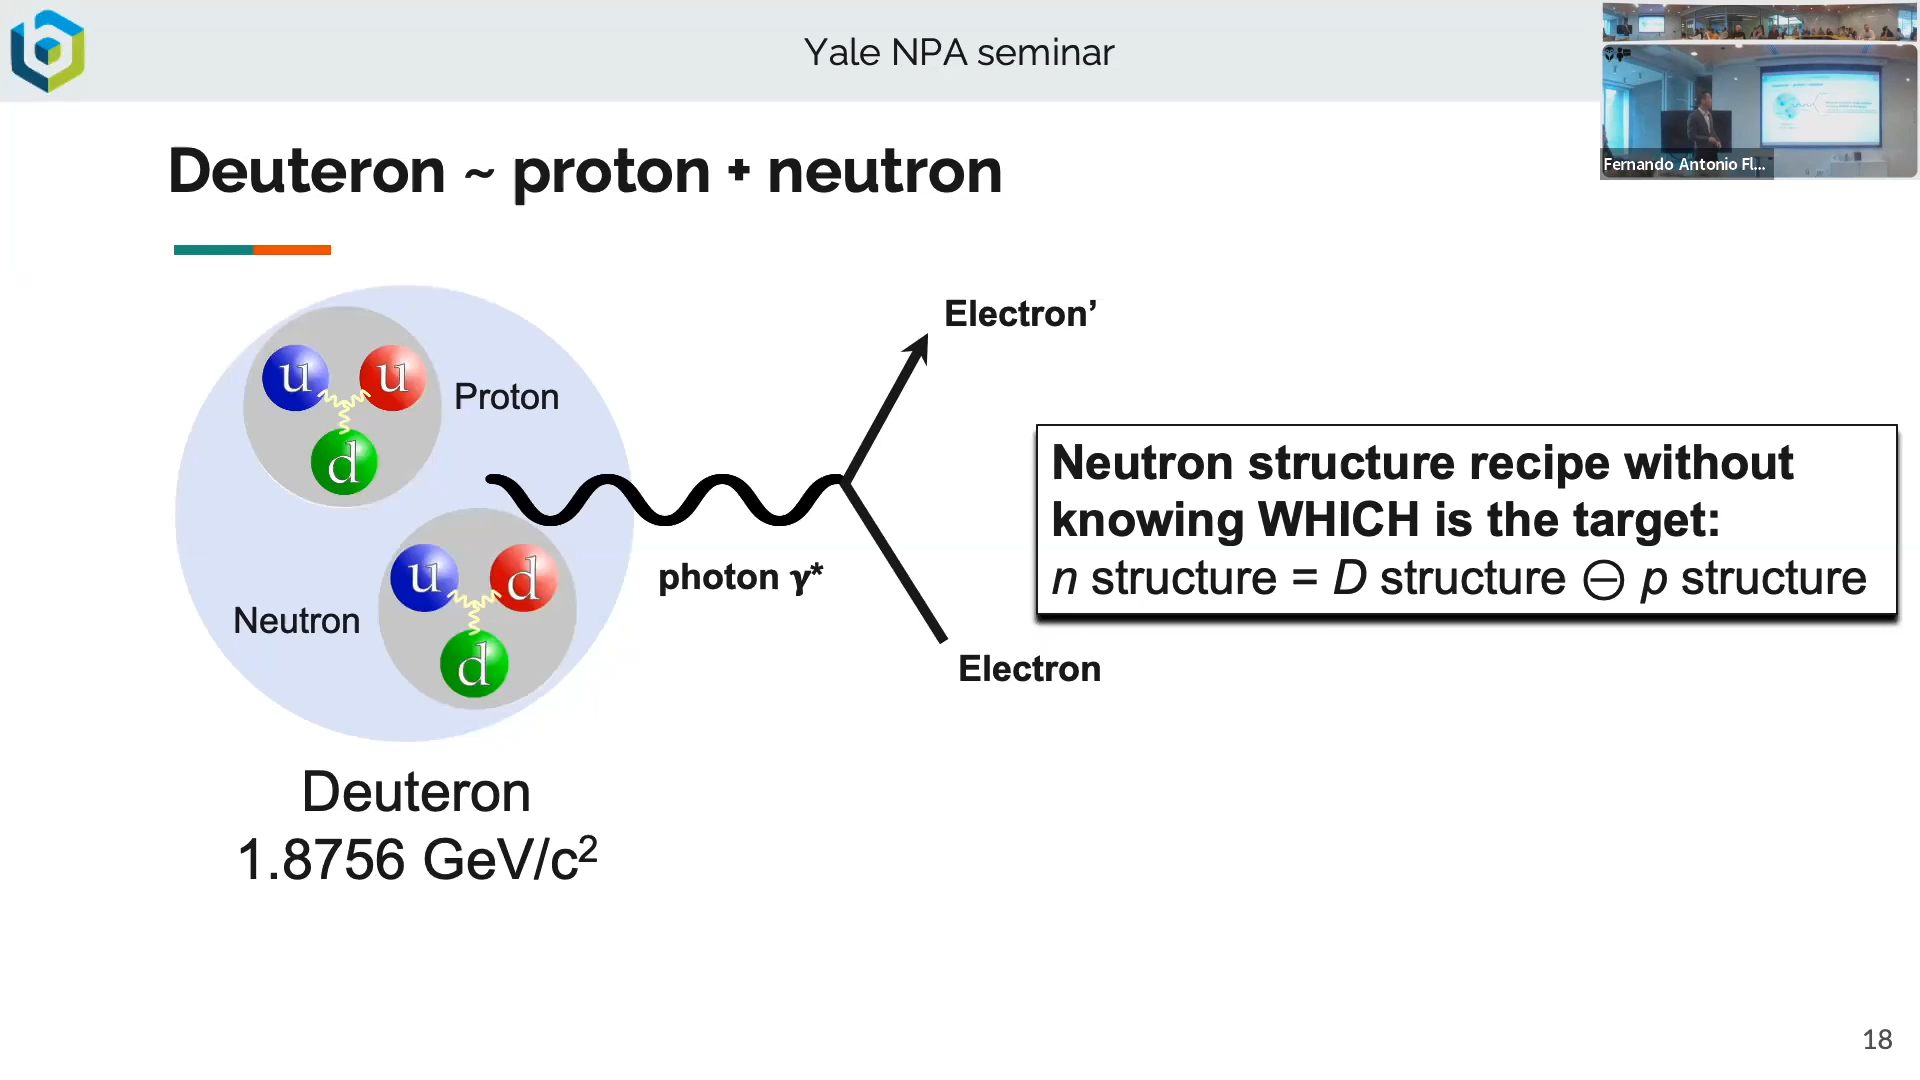 Yale NPA seminar
Fernando Antonio Fl...
Deuteron ~ proton + neutron
Electron’
u u
Proton
d
Neutron structure recipe without
knowing WHICH is the target:
n structure = D structure ⊖ p structure
photon γ*
u d
Neutron
d
Electron
Deuteron
1.8756 GeV/c²
18